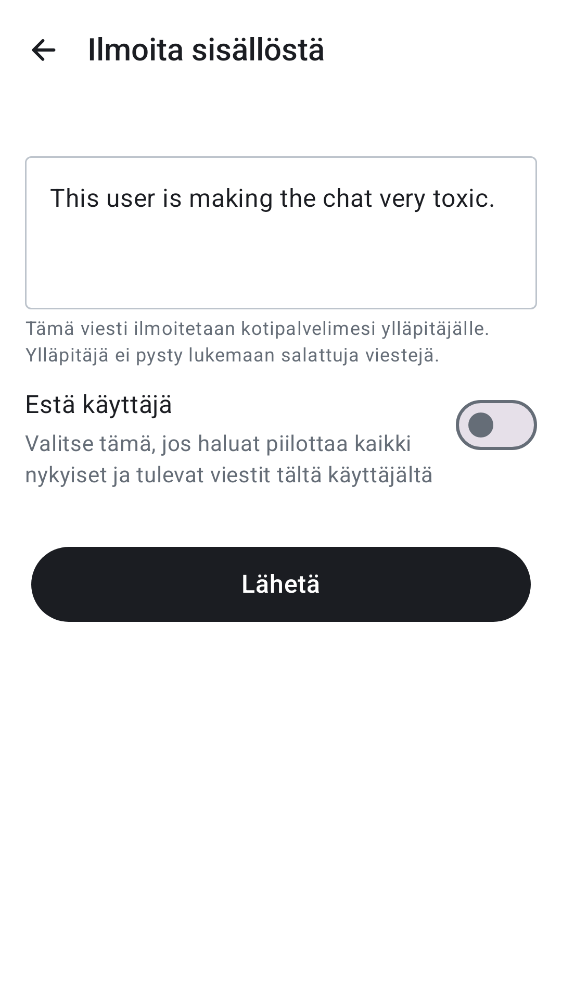 Ilmoita sisällöstä
This user is making the chat very toxic.
Tämä viesti ilmoitetaan kotipalvelimesi ylläpitäjälle.
Ylläpitäjä ei pysty lukemaan salattuja viestejä.
Estä käyttäjä
Valitse tämä, jos haluat piilottaa kaikki
nykyiset ja tulevat viestit tältä käyttäjältä
Lähetä